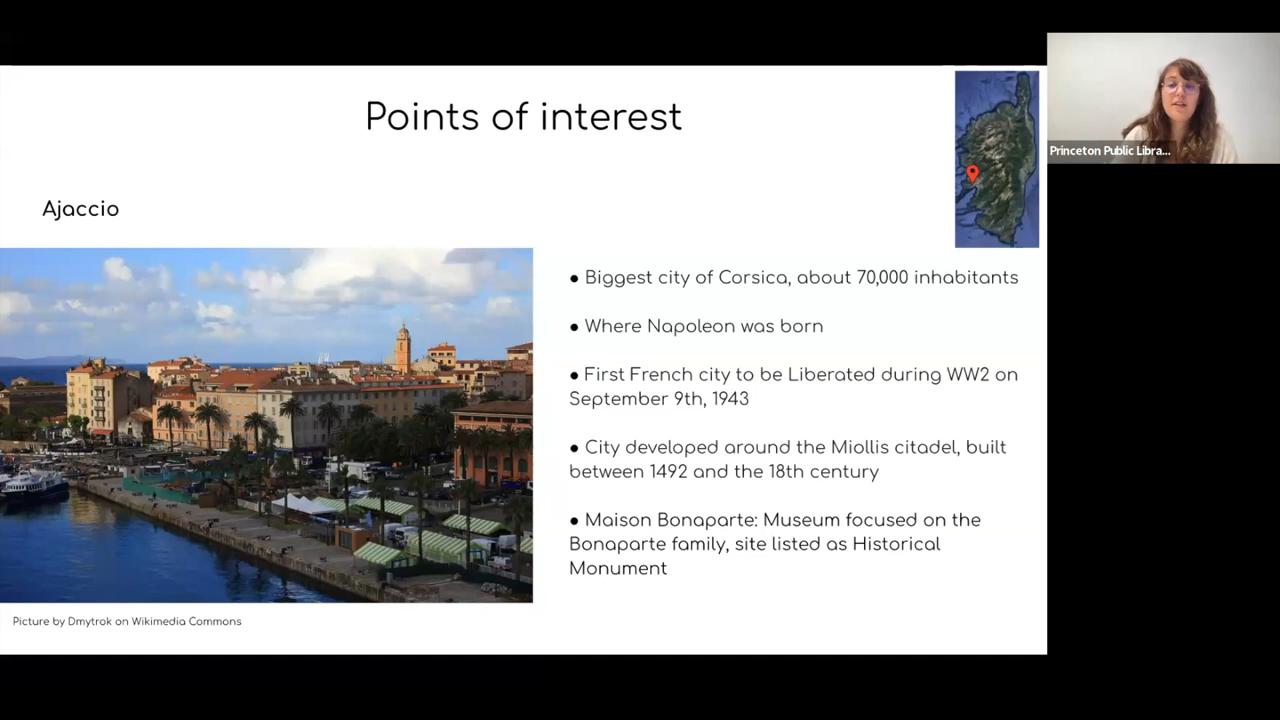 Points of interest
Princeton Public Libra...
Ajaccio
● Biggest city of Corsica, about 70,000 inhabitants
● Where Napoleon was born
● First French city to be Liberated during WW2 on
September 9th, 1943
● City developed around the Miollis citadel, built
between 1492 and the 18th century
● Maison Bonaparte: Museum focused on the
Bonaparte family, site listed as Historical
Monument
Picture by Dmytrok on Wikimedia Commons